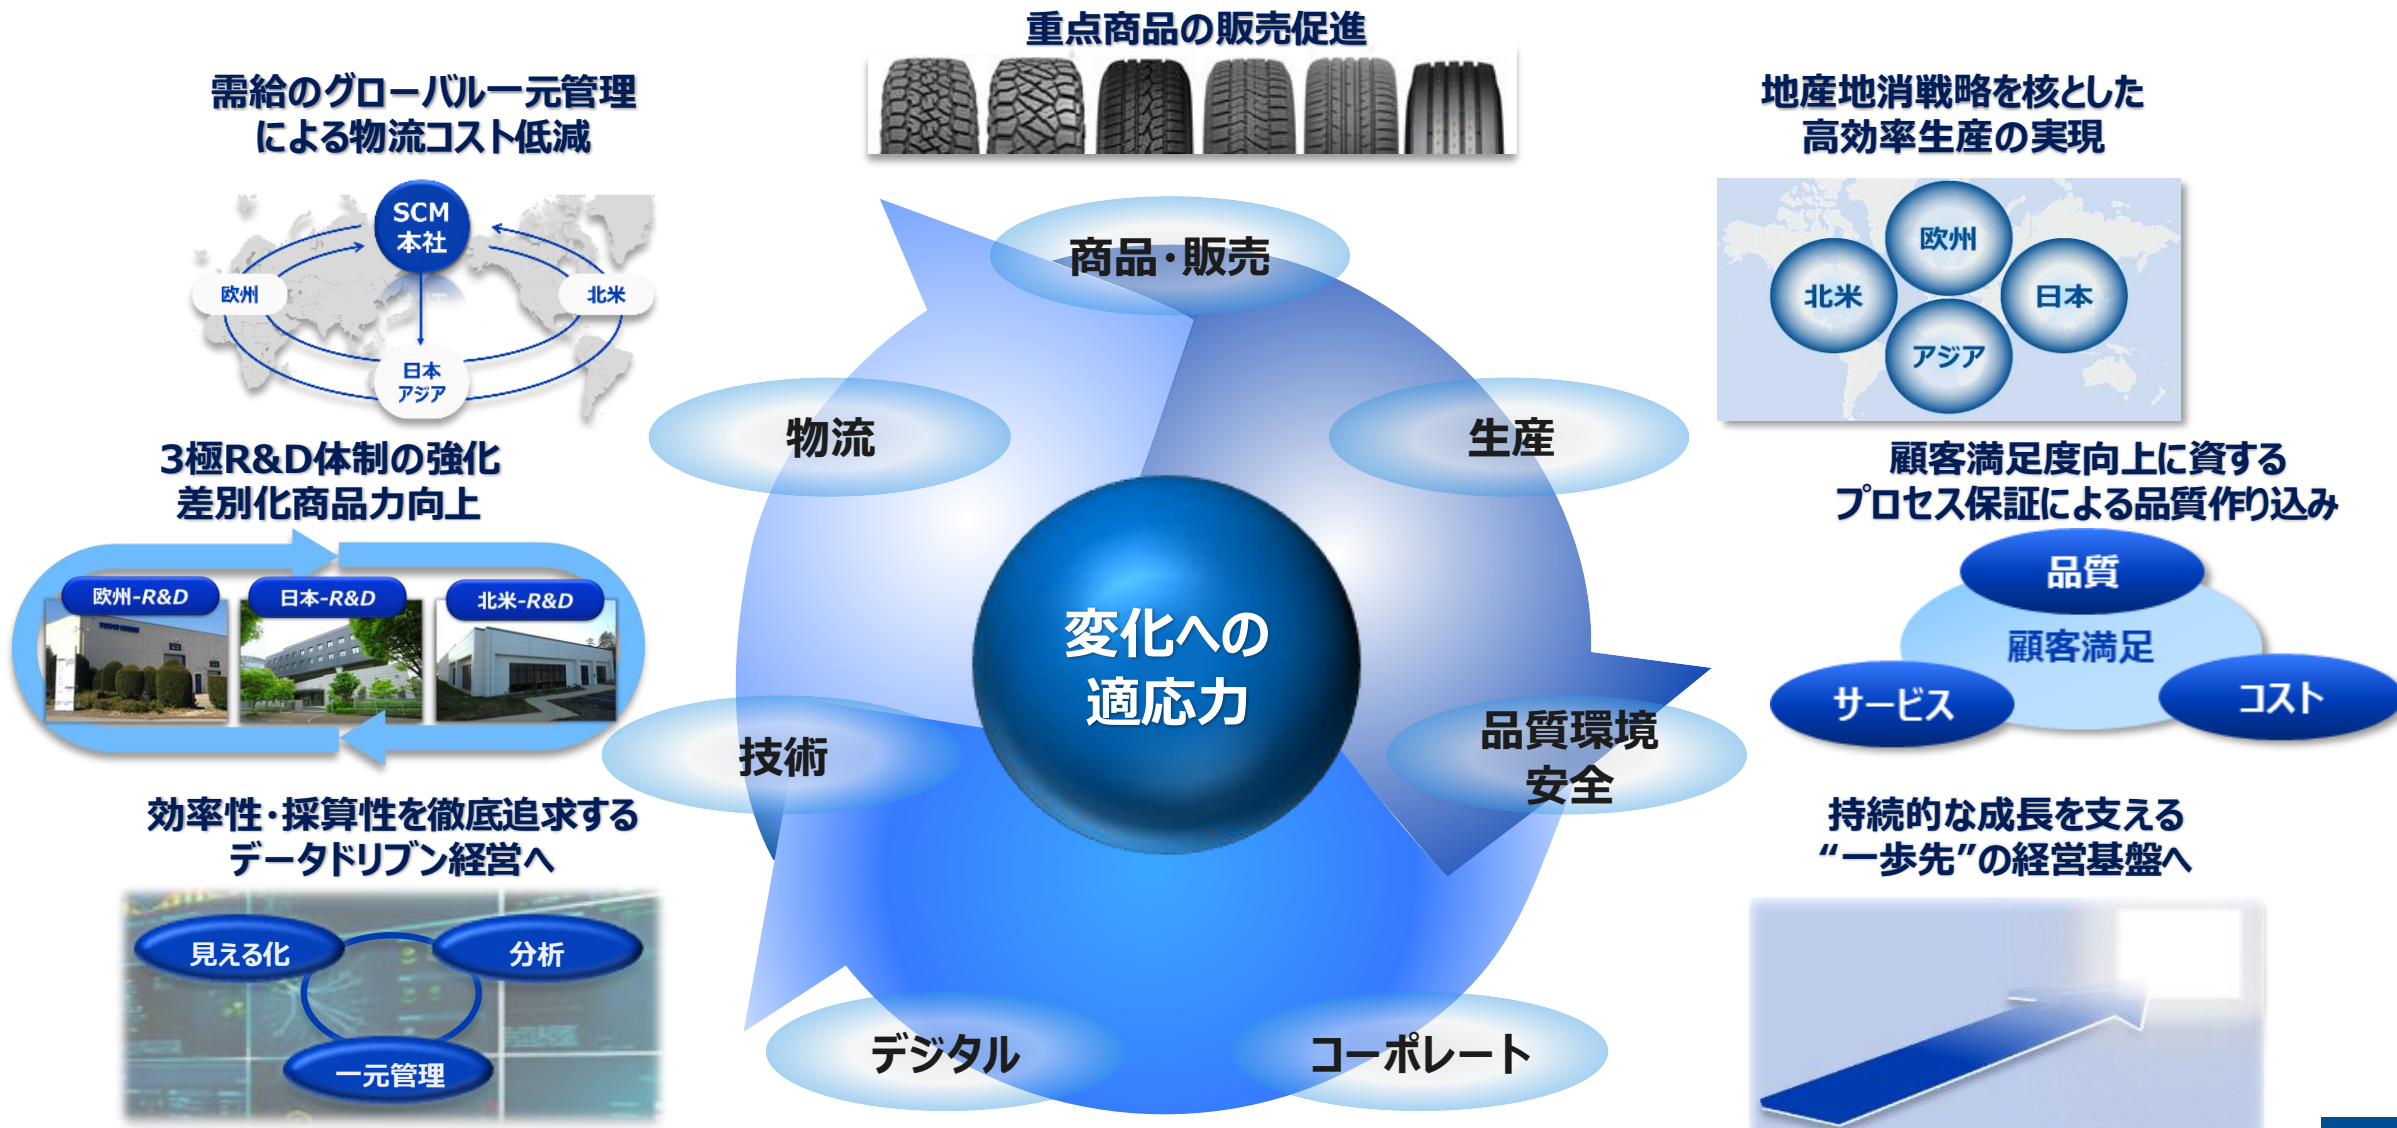 重点商品の販売促進
需給のグローバル一元管理
による物流コスト低減
SCM
本社
欧州
北米
日本
アジア
地産地消戦略を核とした
高効率生産の実現
欧州
北米
日本
アジア
商品・販売
物流
生産
技術
品質環境
安全
デジタル
コーポレート
変化への
適応力
3極R&D体制の強化
差別化商品力向上
欧州-R&D
日本-R&D
北米-R&D
顧客満足度向上に資する
プロセス保証による品質作り込み
品質
顧客満足
サービス
コスト
効率性・採算性を徹底追求する
データドリブン経営へ
見える化
分析
一元管理
持続的な成長を支える
“一歩先”の経営基盤へ